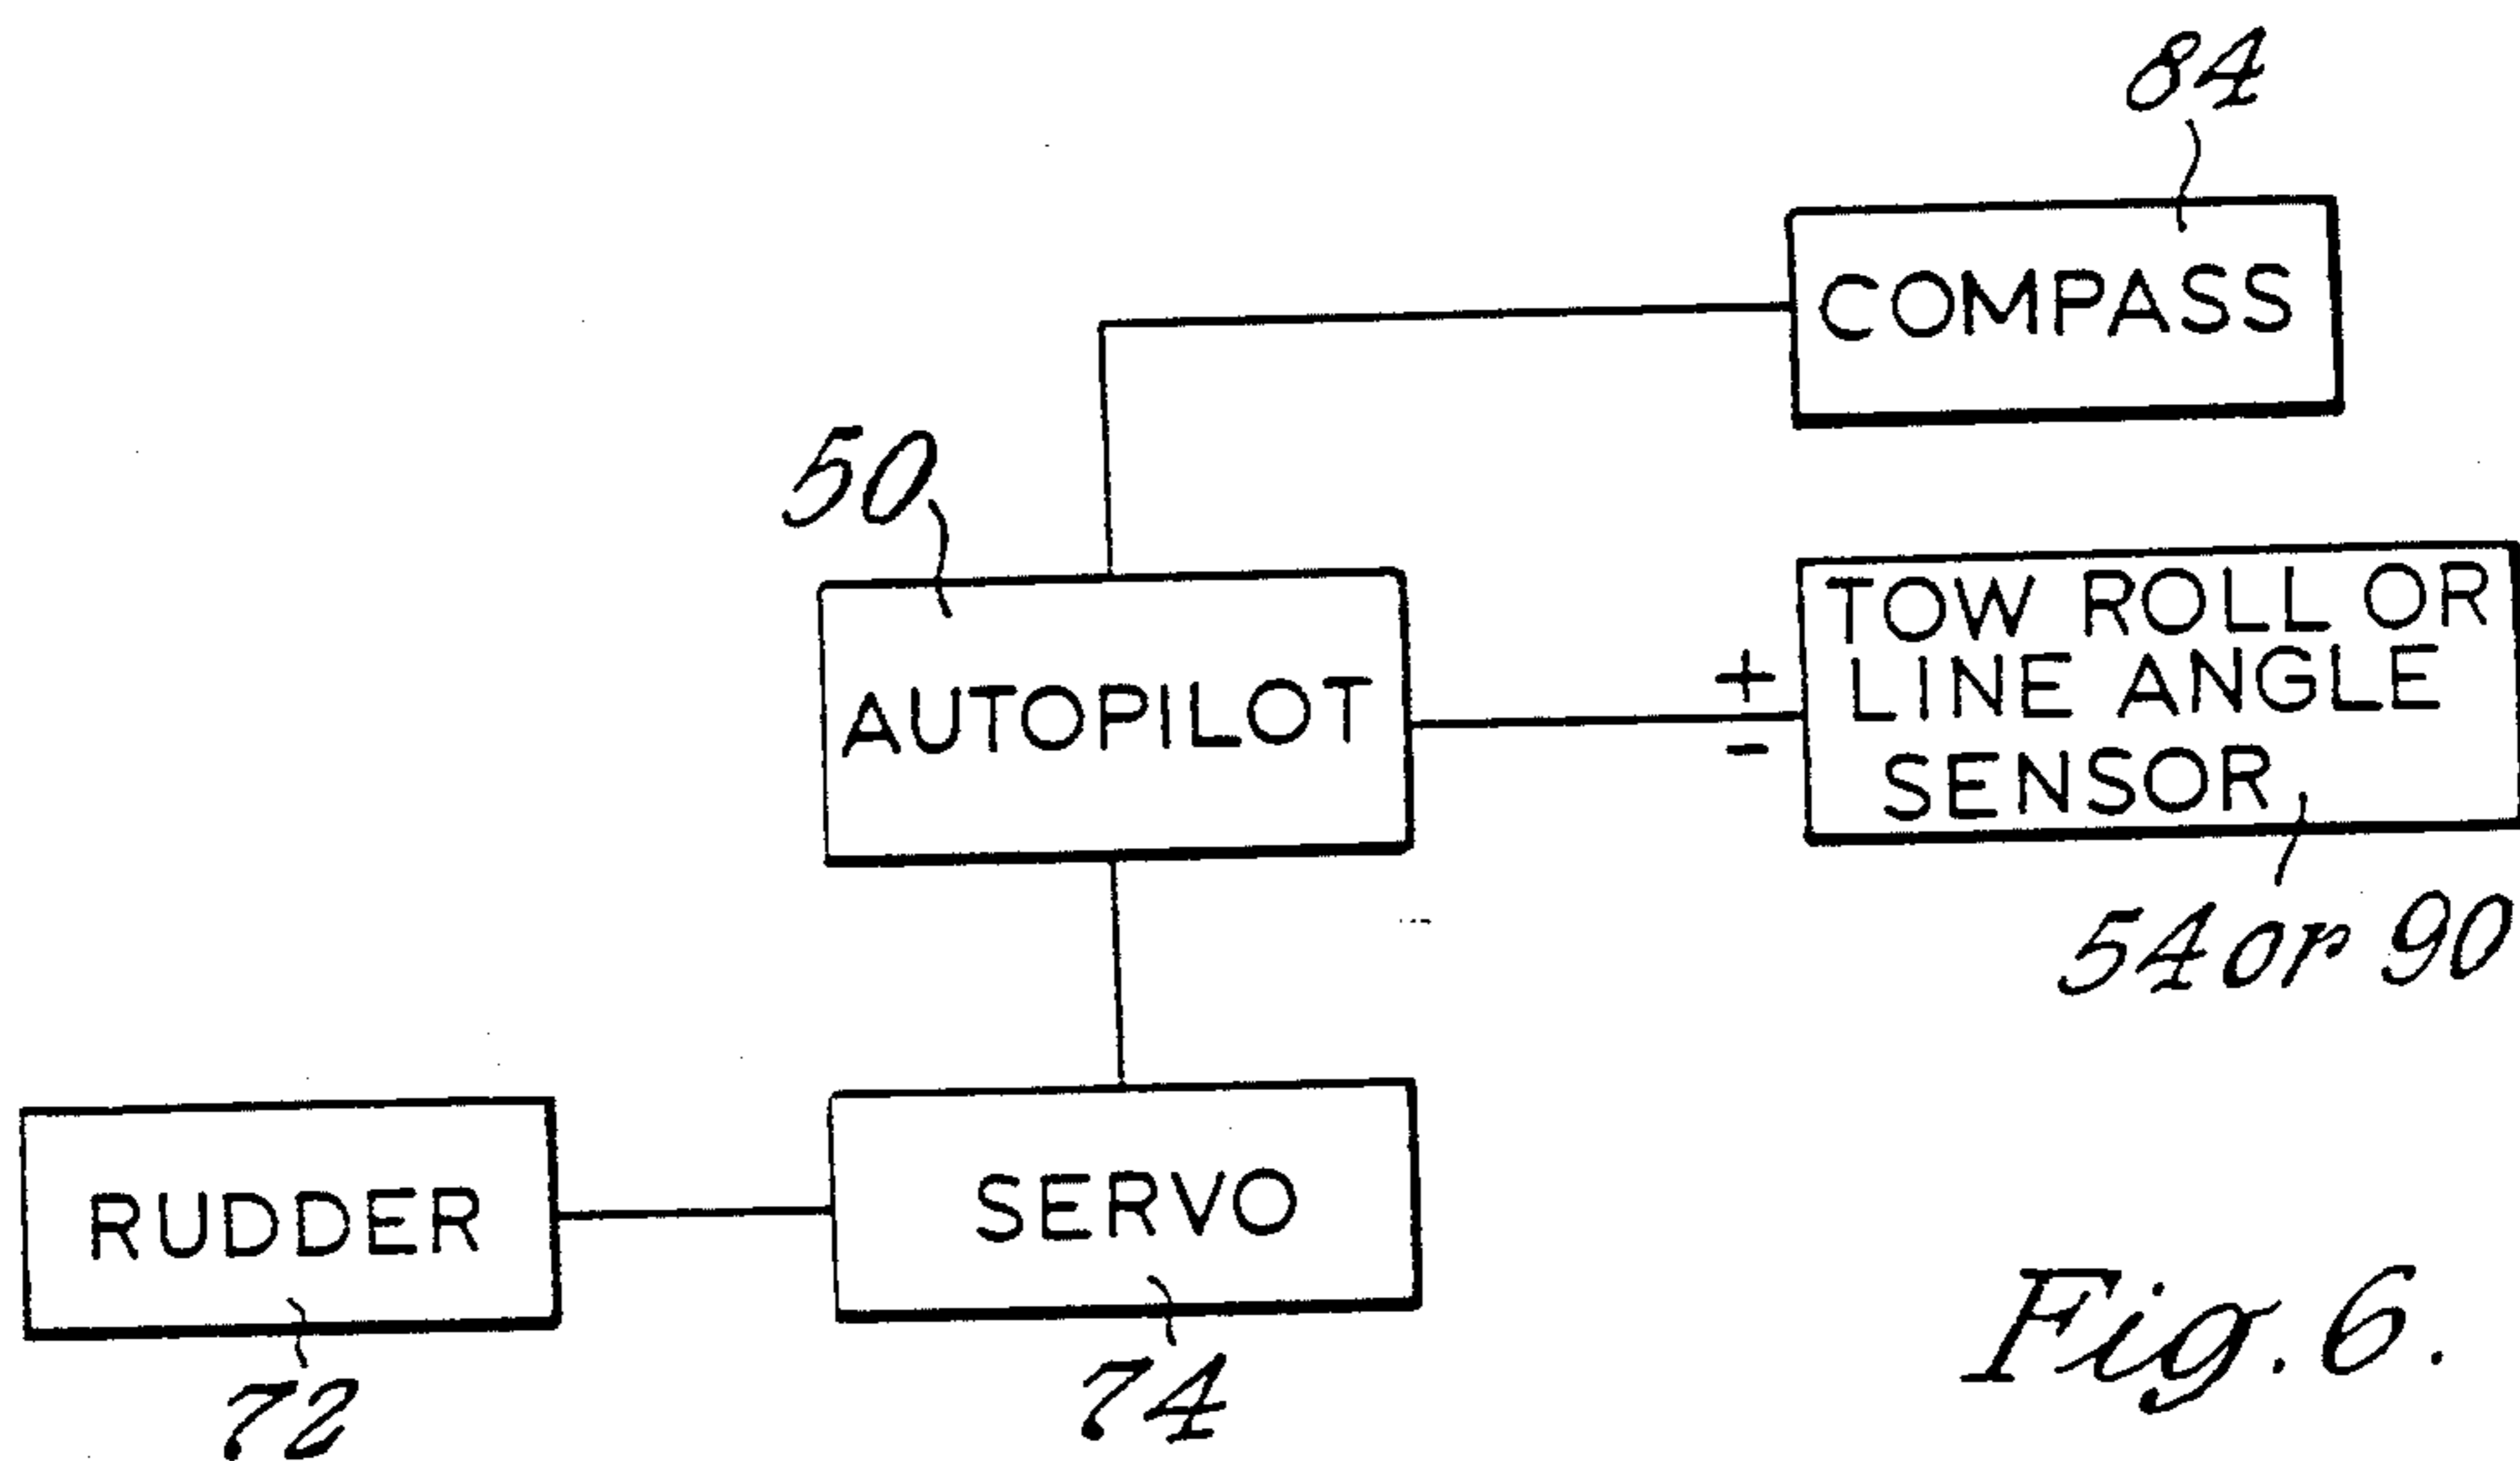 84
COMPASS
50
AUTOPILOT
+
-
TOW ROLL OR
LINE ANGLE
SENSOR
54 or 90
RUDDER
SERVO
72
74
Fig. 6.